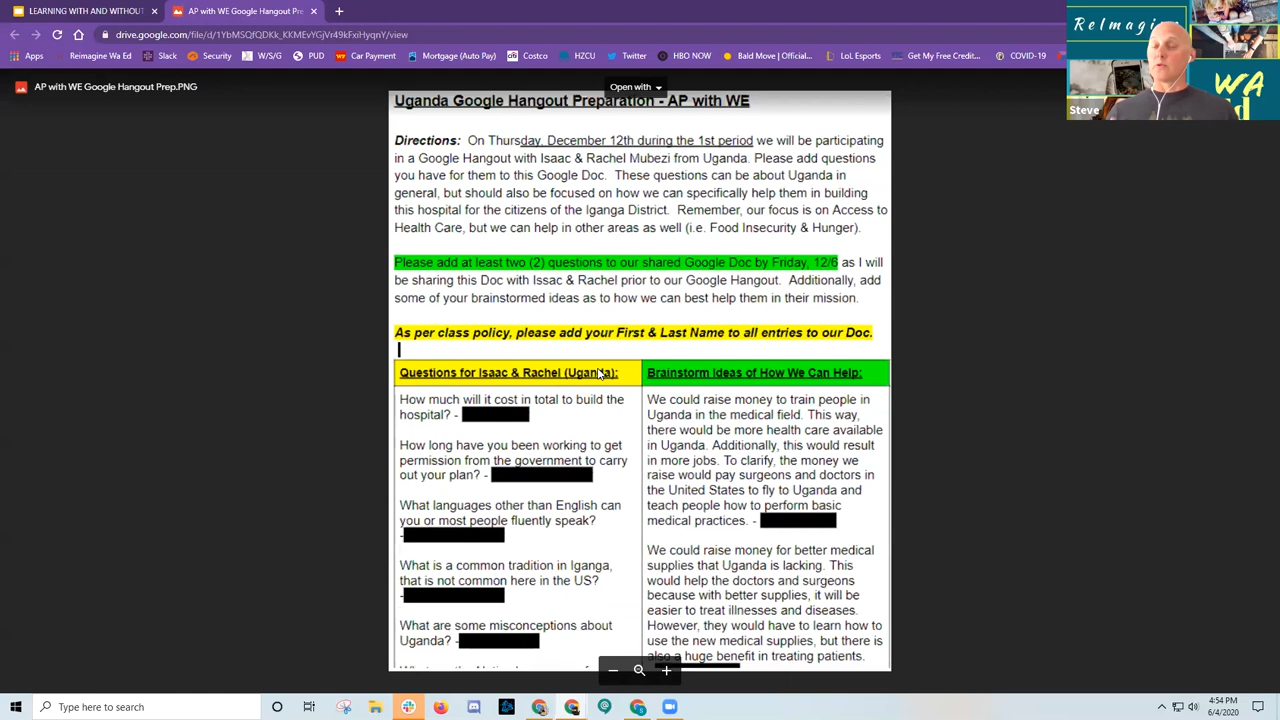 LEARNING WITH AND WITHOUT
AP with WE Google Hangout Prep
drive.google.com/file/d/1YbMSQfQDKk_KKMEvYGjVr49kFxiHyqnY/view
Apps
Reimagine Wa Ed
Slack
Security
W/S/G
PUD
Car Payment
Mortgage (Auto Pay)
Costco
HZCU
Twitter
HBO NOW
Bald Move | Official...
LoL Esports
Get My Free Credit...
COVID-19
ReImagine
WA
Steve
AP with WE Google Hangout Prep.PNG
Open with
Uganda Google Hangout Preparation - AP with WE
Directions: On Thursday, December 12th during the 1st period we will be participating
in a Google Hangout with Isaac & Rachel Mubezi from Uganda. Please add questions
you have for them to this Google Doc. These questions can be about Uganda in
general, but should also be focused on how we can specifically help them in building
this hospital for the citizens of the Iganga District. Remember, our focus is on Access to
Health Care, but we can help in other areas as well (i.e. Food Insecurity & Hunger).
Please add at least two (2) questions to our shared Google Doc by Friday, 12/6 as I will
be sharing this Doc with Issac & Rachel prior to our Google Hangout. Additionally, add
some of your brainstormed ideas as to how we can best help them in their mission.
As per class policy, please add your First & Last Name to all entries to our Doc.
Questions for Isaac & Rachel (Uganda):
How much will it cost in total to build the
hospital? -
How long have you been working to get
permission from the government to carry
out your plan? -
What languages other than English can
you or most people fluently speak?
-
What is a common tradition in Iganga,
that is not common here in the US?
-
What are some misconceptions about
Uganda? -
Brainstorm Ideas of How We Can Help:
We could raise money to train people in
Uganda in the medical field. This way,
there would be more health care available
in Uganda. Additionally, this would result
in more jobs. To clarify, the money we
raise would pay surgeons and doctors in
the United States to fly to Uganda and
teach people how to perform basic
medical practices. -
We could raise money for better medical
supplies that Uganda is lacking. This
would help the doctors and surgeons
because with better supplies, it will be
easier to treat illnesses and diseases.
However, they would have to learn how to
use the new medical supplies, but there is
also a huge benefit in treating patients.
Type here to search
4:54 PM
6/4/2020